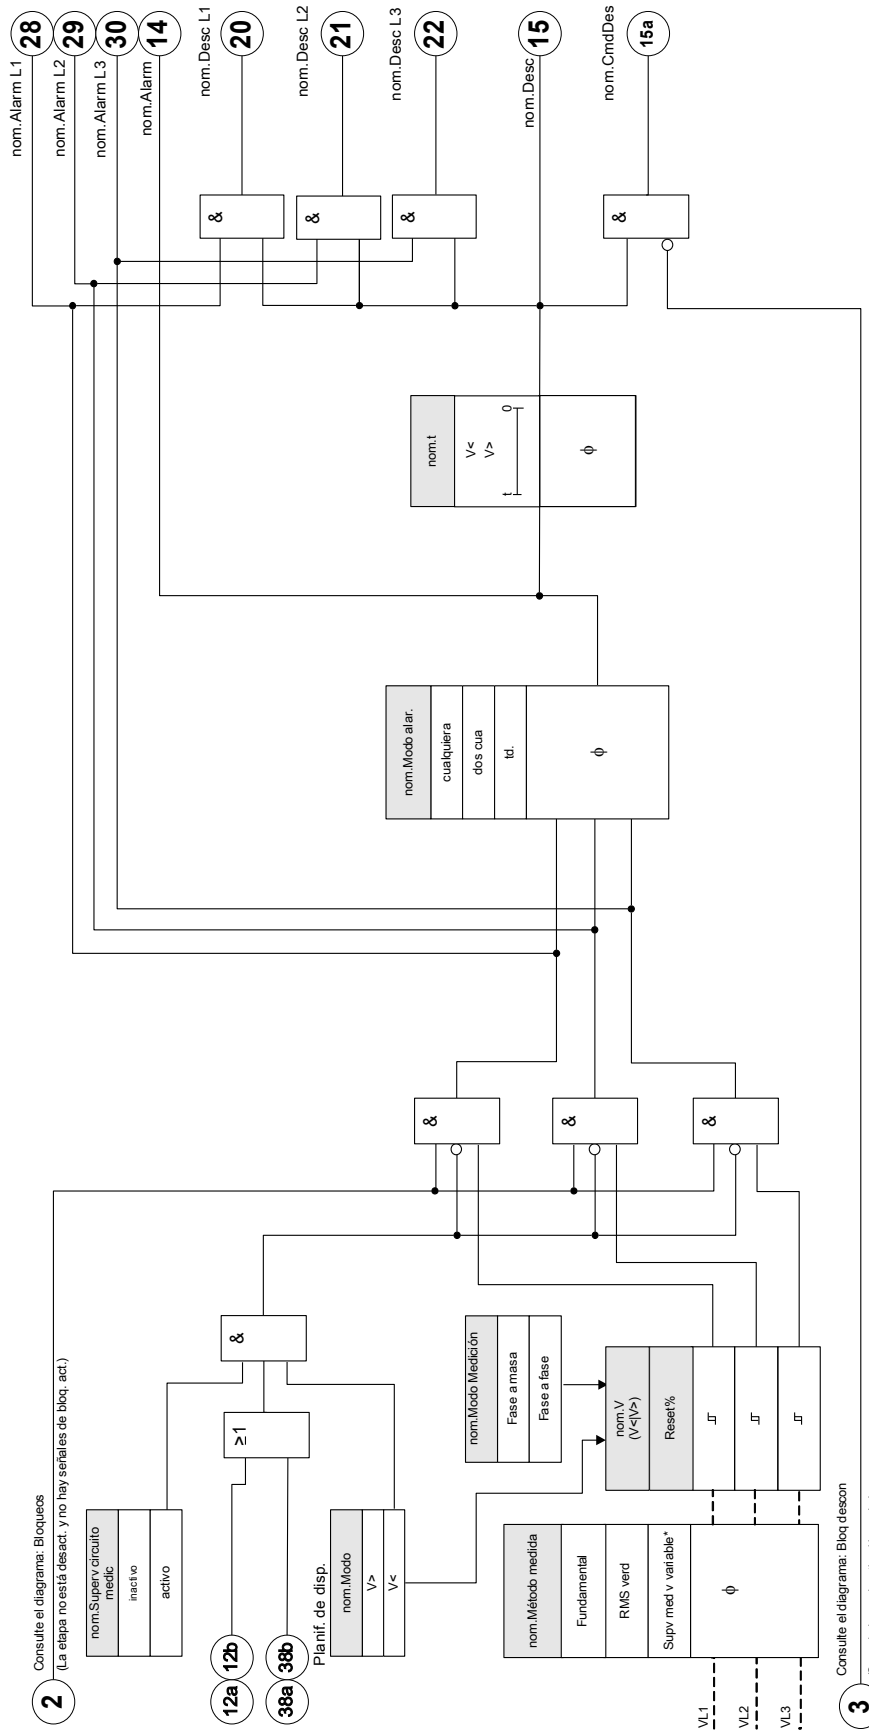 2
Consulte el diagrama: Bloqueos
(La etapa no está desact. y no hay señales de bloq. act.)
nom.Superv circuito
medic
inactivo
activo
12a
12b
38a
38b
≥1
&
Planif. de disp.
nom.Modo
V>
V<
nom.Modo Medición
Fase a masa
Fase a fase
nom.Método medida
Fundamental
RMS verd
Supv med v variable*
ϕ
VL1
VL2
VL3
nom.V
(V<|V>)
Reset%
&
&
&
nom.Modo alar.
cualquiera
dos cua
td.
ϕ
nom.t
V<
V>
t
0
ϕ
&
&
&
&
nom.Alarm L1
28
nom.Alarm L2
29
nom.Alarm L3
30
nom.Alarm
14
nom.Desc L1
20
nom.Desc L2
21
nom.Desc L3
22
nom.Desc
15
nom.CmdDes
15a
3
Consulte el diagrama: Bloq descon